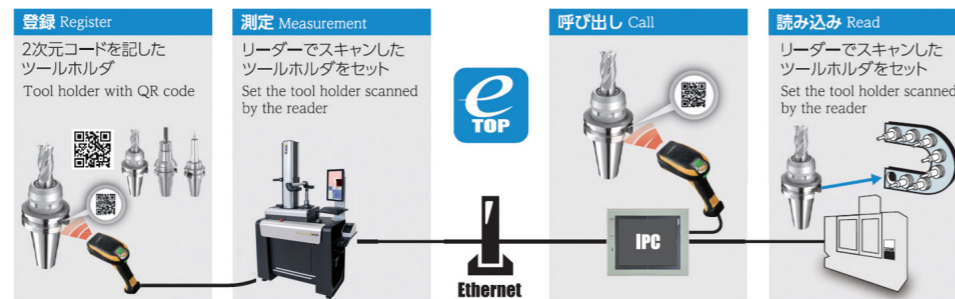 登録 Register
2次元コードを記した
ツールホルダ
Tool holder with QR code
測定 Measurement
リーダーでスキャンした
ツールホルダをセット
Set the tool holder scanned
by the reader
e
TOP
Ethernet
呼び出し Call
IPC
読み込み Read
リーダーでスキャンした
ツールホルダをセット
Set the tool holder scanned
by the reader